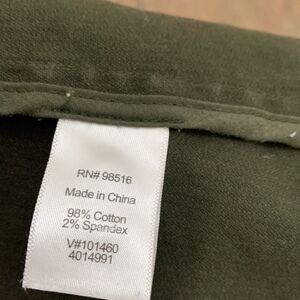 RN# 98516
Made in China
98% Cotton
2% Spandex
V#101460
4014991